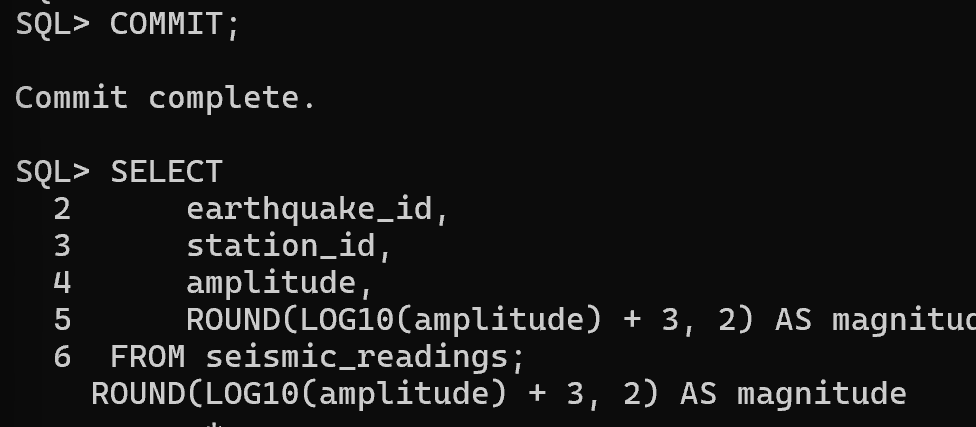 SQL> COMMIT;
Commit complete.
SQL> SELECT
2 earthquake_id,
3 station_id,
4 amplitude,
5 ROUND(LOG10(amplitude) + 3, 2) AS magnitud
6 FROM seismic_readings;
ROUND(LOG10(amplitude) + 3, 2) AS magnitude
*